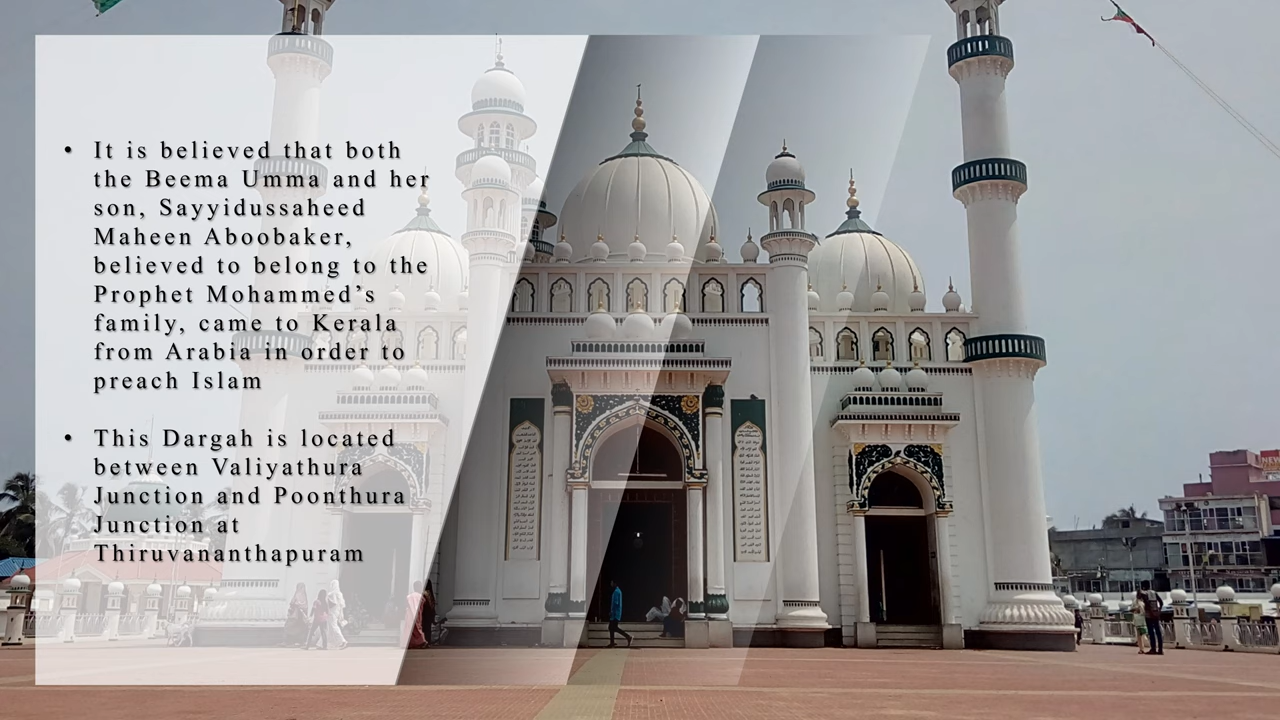 • It is believed that both
the Beema Umma and her
son, Sayyidussaheed
Maheen Aboobaker,
believed to belong to the
Prophet Mohammed’s
family, came to Kerala
from Arabia in order to
preach Islam
• This Dargah is located
between Valiyathura
Junction and Poonthura
Junction at
Thiruvananthapuram
NEW